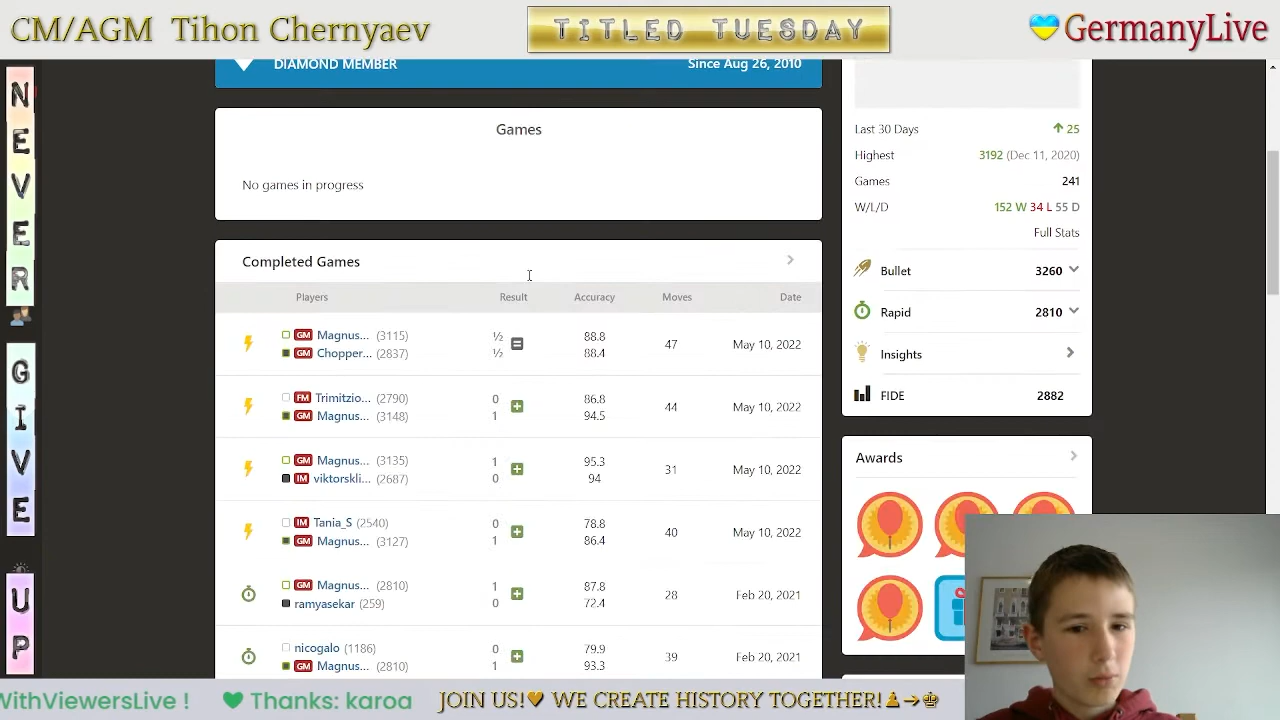 CM/AGM Tihon Chernyaev
TITLED TUESDAY
GermanyLive
NEVER
GIVE
UP
DIAMOND MEMBER
Since Aug 26, 2010
Games
No games in progress
Completed Games
Players Result Accuracy Moves Date
GM Magnus... (3115) ½ 88.8
GM Chopper... (2837) ½ 88.4
47 May 10, 2022
FM Trimitzio... (2790) 0 86.8
GM Magnus... (3148) 1 94.5
44 May 10, 2022
GM Magnus... (3135) 1 95.3
IM viktorskli... (2687) 0 94
31 May 10, 2022
IM Tania_S (2540) 0 78.8
GM Magnus... (3127) 1 86.4
40 May 10, 2022
GM Magnus... (2810) 1 87.8
ramyasekar (259) 0 72.4
28 Feb 20, 2021
nicogalo (1186) 0 79.9
GM Magnus... (2810) 1 93.3
39 Feb 20, 2021
Last 30 Days 25
Highest 3192 (Dec 11, 2020)
Games 241
W/L/D 152 W 34 L 55 D
Full Stats
Bullet 3260
Rapid 2810
Insights
FIDE 2882
Awards
WithViewersLive ! Thanks: karoa JOIN US! WE CREATE HISTORY TOGETHER!